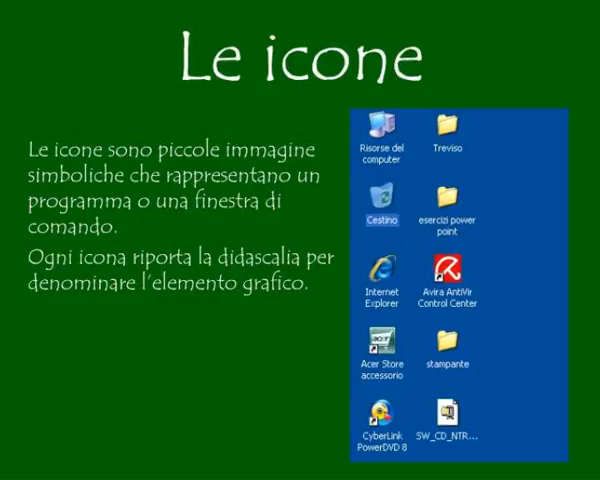 Le icone
Le icone sono piccole immagine
simboliche che rappresentano un
programma o una finestra di
comando.
Ogni icona riporta la didascalia per
denominare l'elemento grafico.
Risorse del
computer
Treviso
Cestino
esercizi power
point
Internet
Explorer
Avira AntiVir
Control Center
acer
Acer Store
accessorio
stampante
CyberLink
PowerDVD 8
SW_CD_NTR...